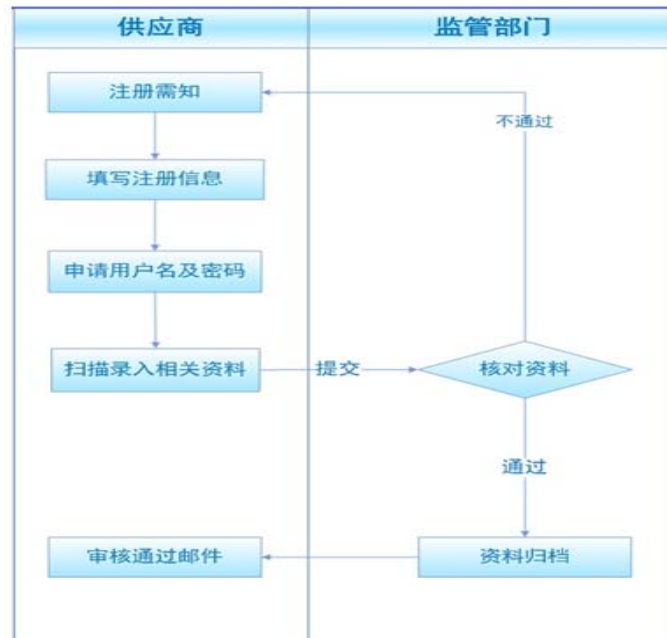 供应商
监管部门
注册需知
不通过
填写注册信息
申请用户名及密码
扫描录入相关资料
提交
核对资料
通过
审核通过邮件
资料归档